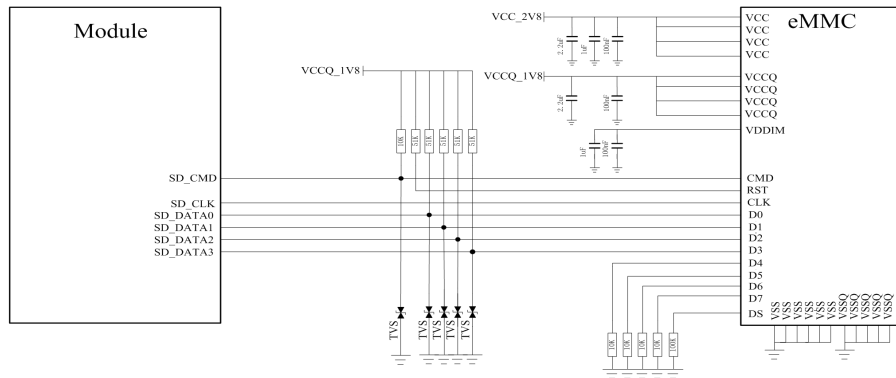 Module
eMMC
VCC_2V8
2.2uF
1uF
100nF
VCC
VCC
VCC
VCC
VCCQ_1V8
VCCQ_1V8
2.2uF
100nF
VCCQ
VCCQ
VCCQ
VCCQ
VDDIM
1uF
100nF
10K
51K
51K
51K
51K
51K
SD_CMD
SD_CLK
SD_DATA0
SD_DATA1
SD_DATA2
SD_DATA3
CMD
RST
CLK
D0
D1
D2
D3
D4
D5
D6
D7
DS
TVS
TVS
TVS
TVS
TVS
10K
10K
10K
10K
100K
VSS
VSS
VSS
VSS
VSS
VSS
VSSQ
VSSQ
VSSQ
VSSQ
VSSQ